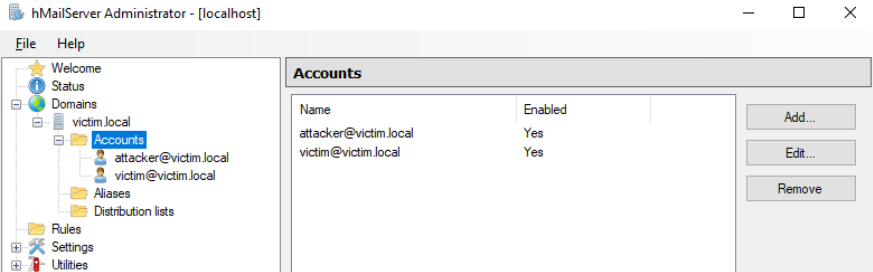 hMailServer Administrator - [localhost]
File Help
Welcome
Status
Domains
victim.local
Accounts
attacker@victim.local
victim@victim.local
Aliases
Distribution lists
Rules
Settings
Utilities
Accounts
Name Enabled
attacker@victim.local Yes
victim@victim.local Yes
Add...
Edit...
Remove